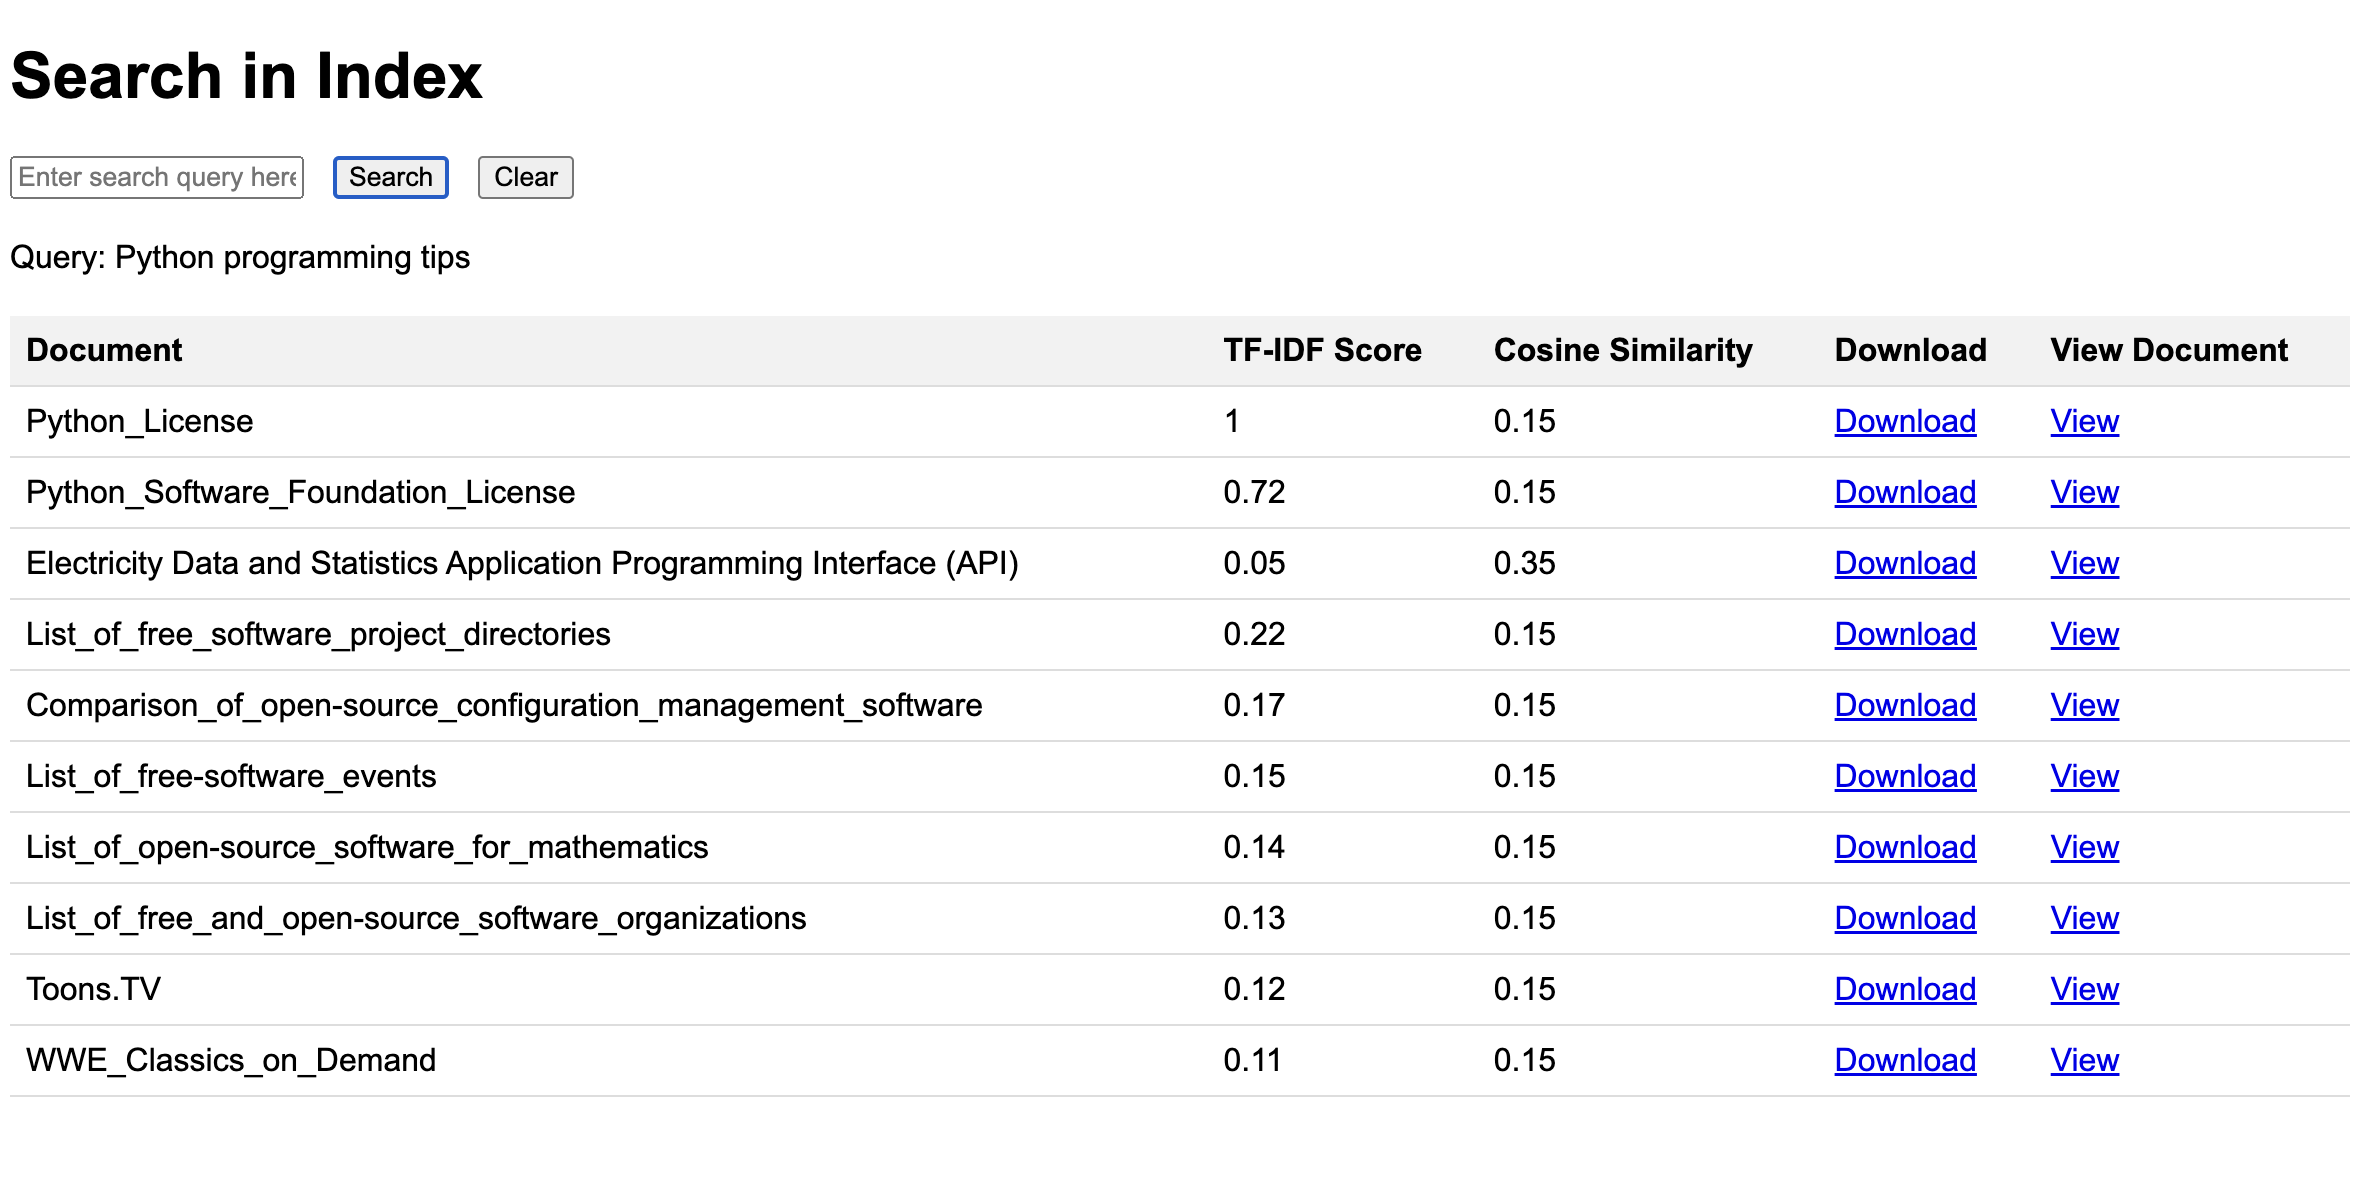 Search in Index
Enter search query here Search Clear
Query: Python programming tips
Document TF-IDF Score Cosine Similarity Download View Document
Python_License 1 0.15 Download View
Python_Software_Foundation_License 0.72 0.15 Download View
Electricity Data and Statistics Application Programming Interface (API) 0.05 0.35 Download View
List_of_free_software_project_directories 0.22 0.15 Download View
Comparison_of_open-source_configuration_management_software 0.17 0.15 Download View
List_of_free-software_events 0.15 0.15 Download View
List_of_open-source_software_for_mathematics 0.14 0.15 Download View
List_of_free_and_open-source_software_organizations 0.13 0.15 Download View
Toons.TV 0.12 0.15 Download View
WWE_Classics_on_Demand 0.11 0.15 Download View